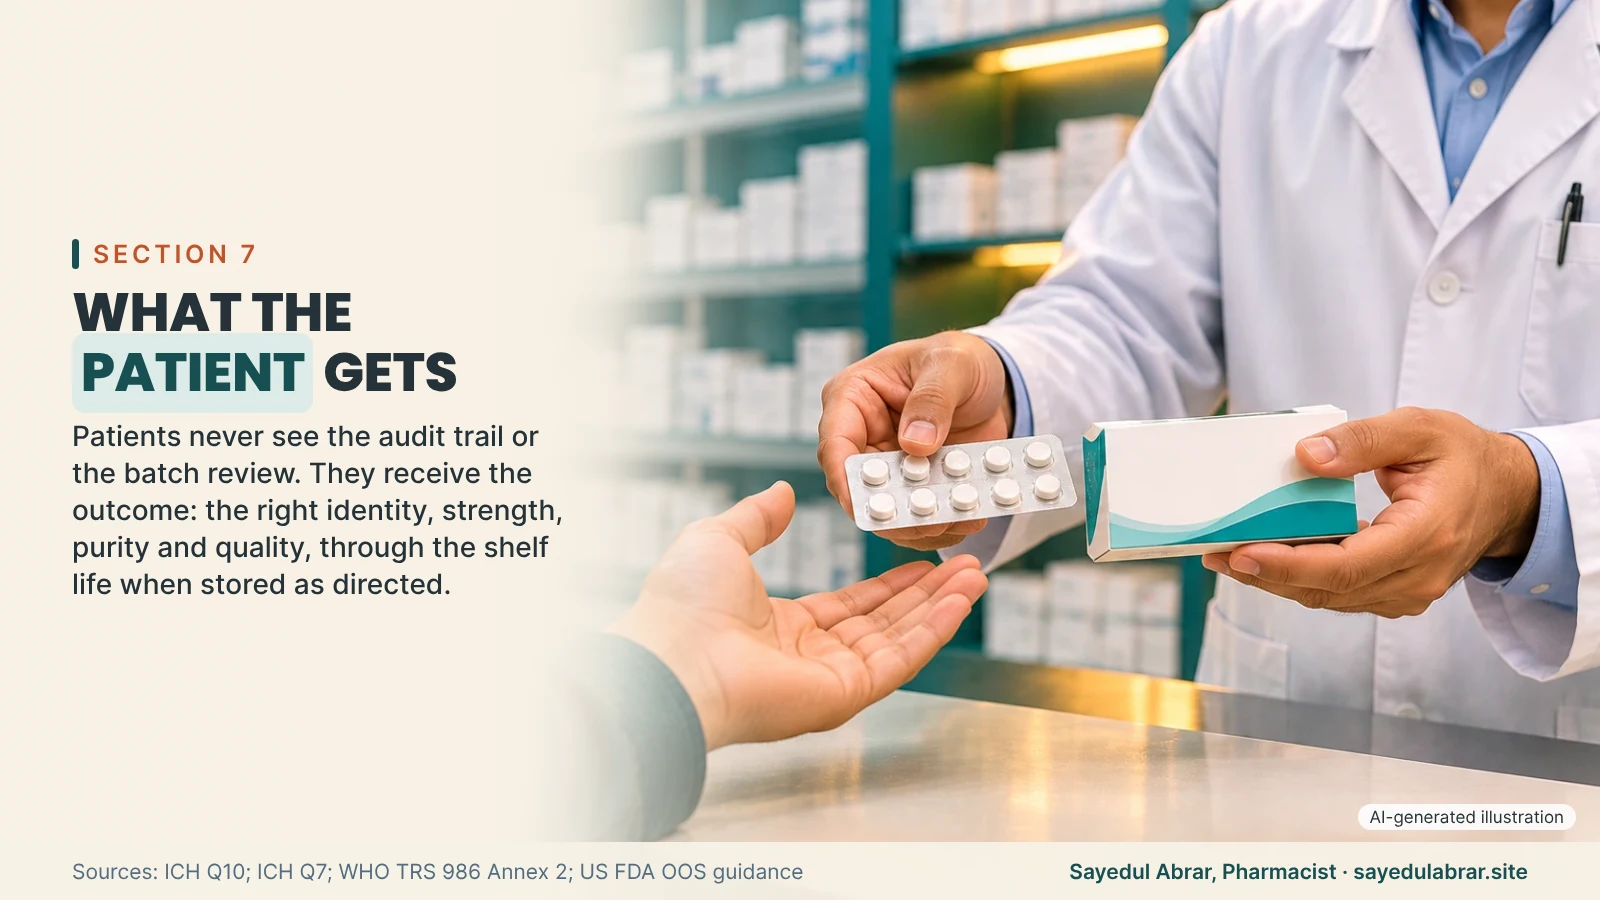 SECTION 7
WHAT THE
PATIENT GETS
Patients never see the audit trail or
the batch review. They receive the
outcome: the right identity, strength,
purity and quality, through the shelf
life when stored as directed.
AI-generated illustration
Sources: ICH Q10; ICH Q7; WHO TRS 986 Annex 2; US FDA OOS guidance
Sayedul Abrar, Pharmacist · sayedulabrar.site